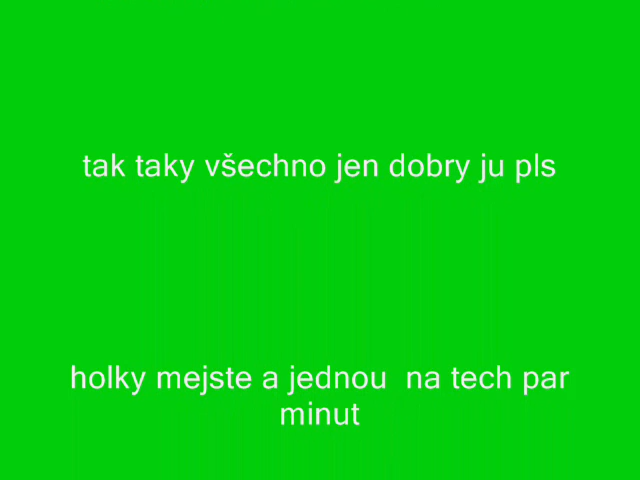 tak taky všechno jen dobry ju pls
holky mejste a jednou  na tech par
minut